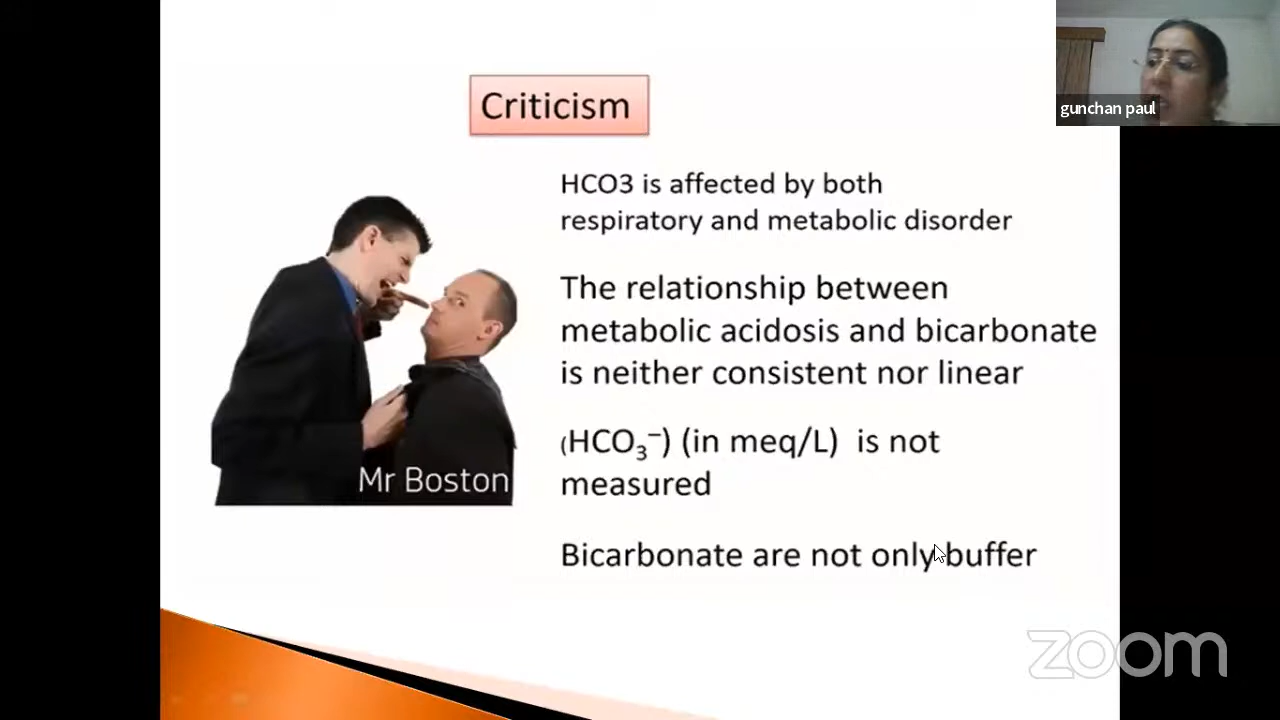 Criticism
gunchan paul
HCO3 is affected by both
respiratory and metabolic disorder
The relationship between
metabolic acidosis and bicarbonate
is neither consistent nor linear
(HCO₃⁻) (in meq/L) is not
measured
Bicarbonate are not only buffer
Mr Boston
zoom